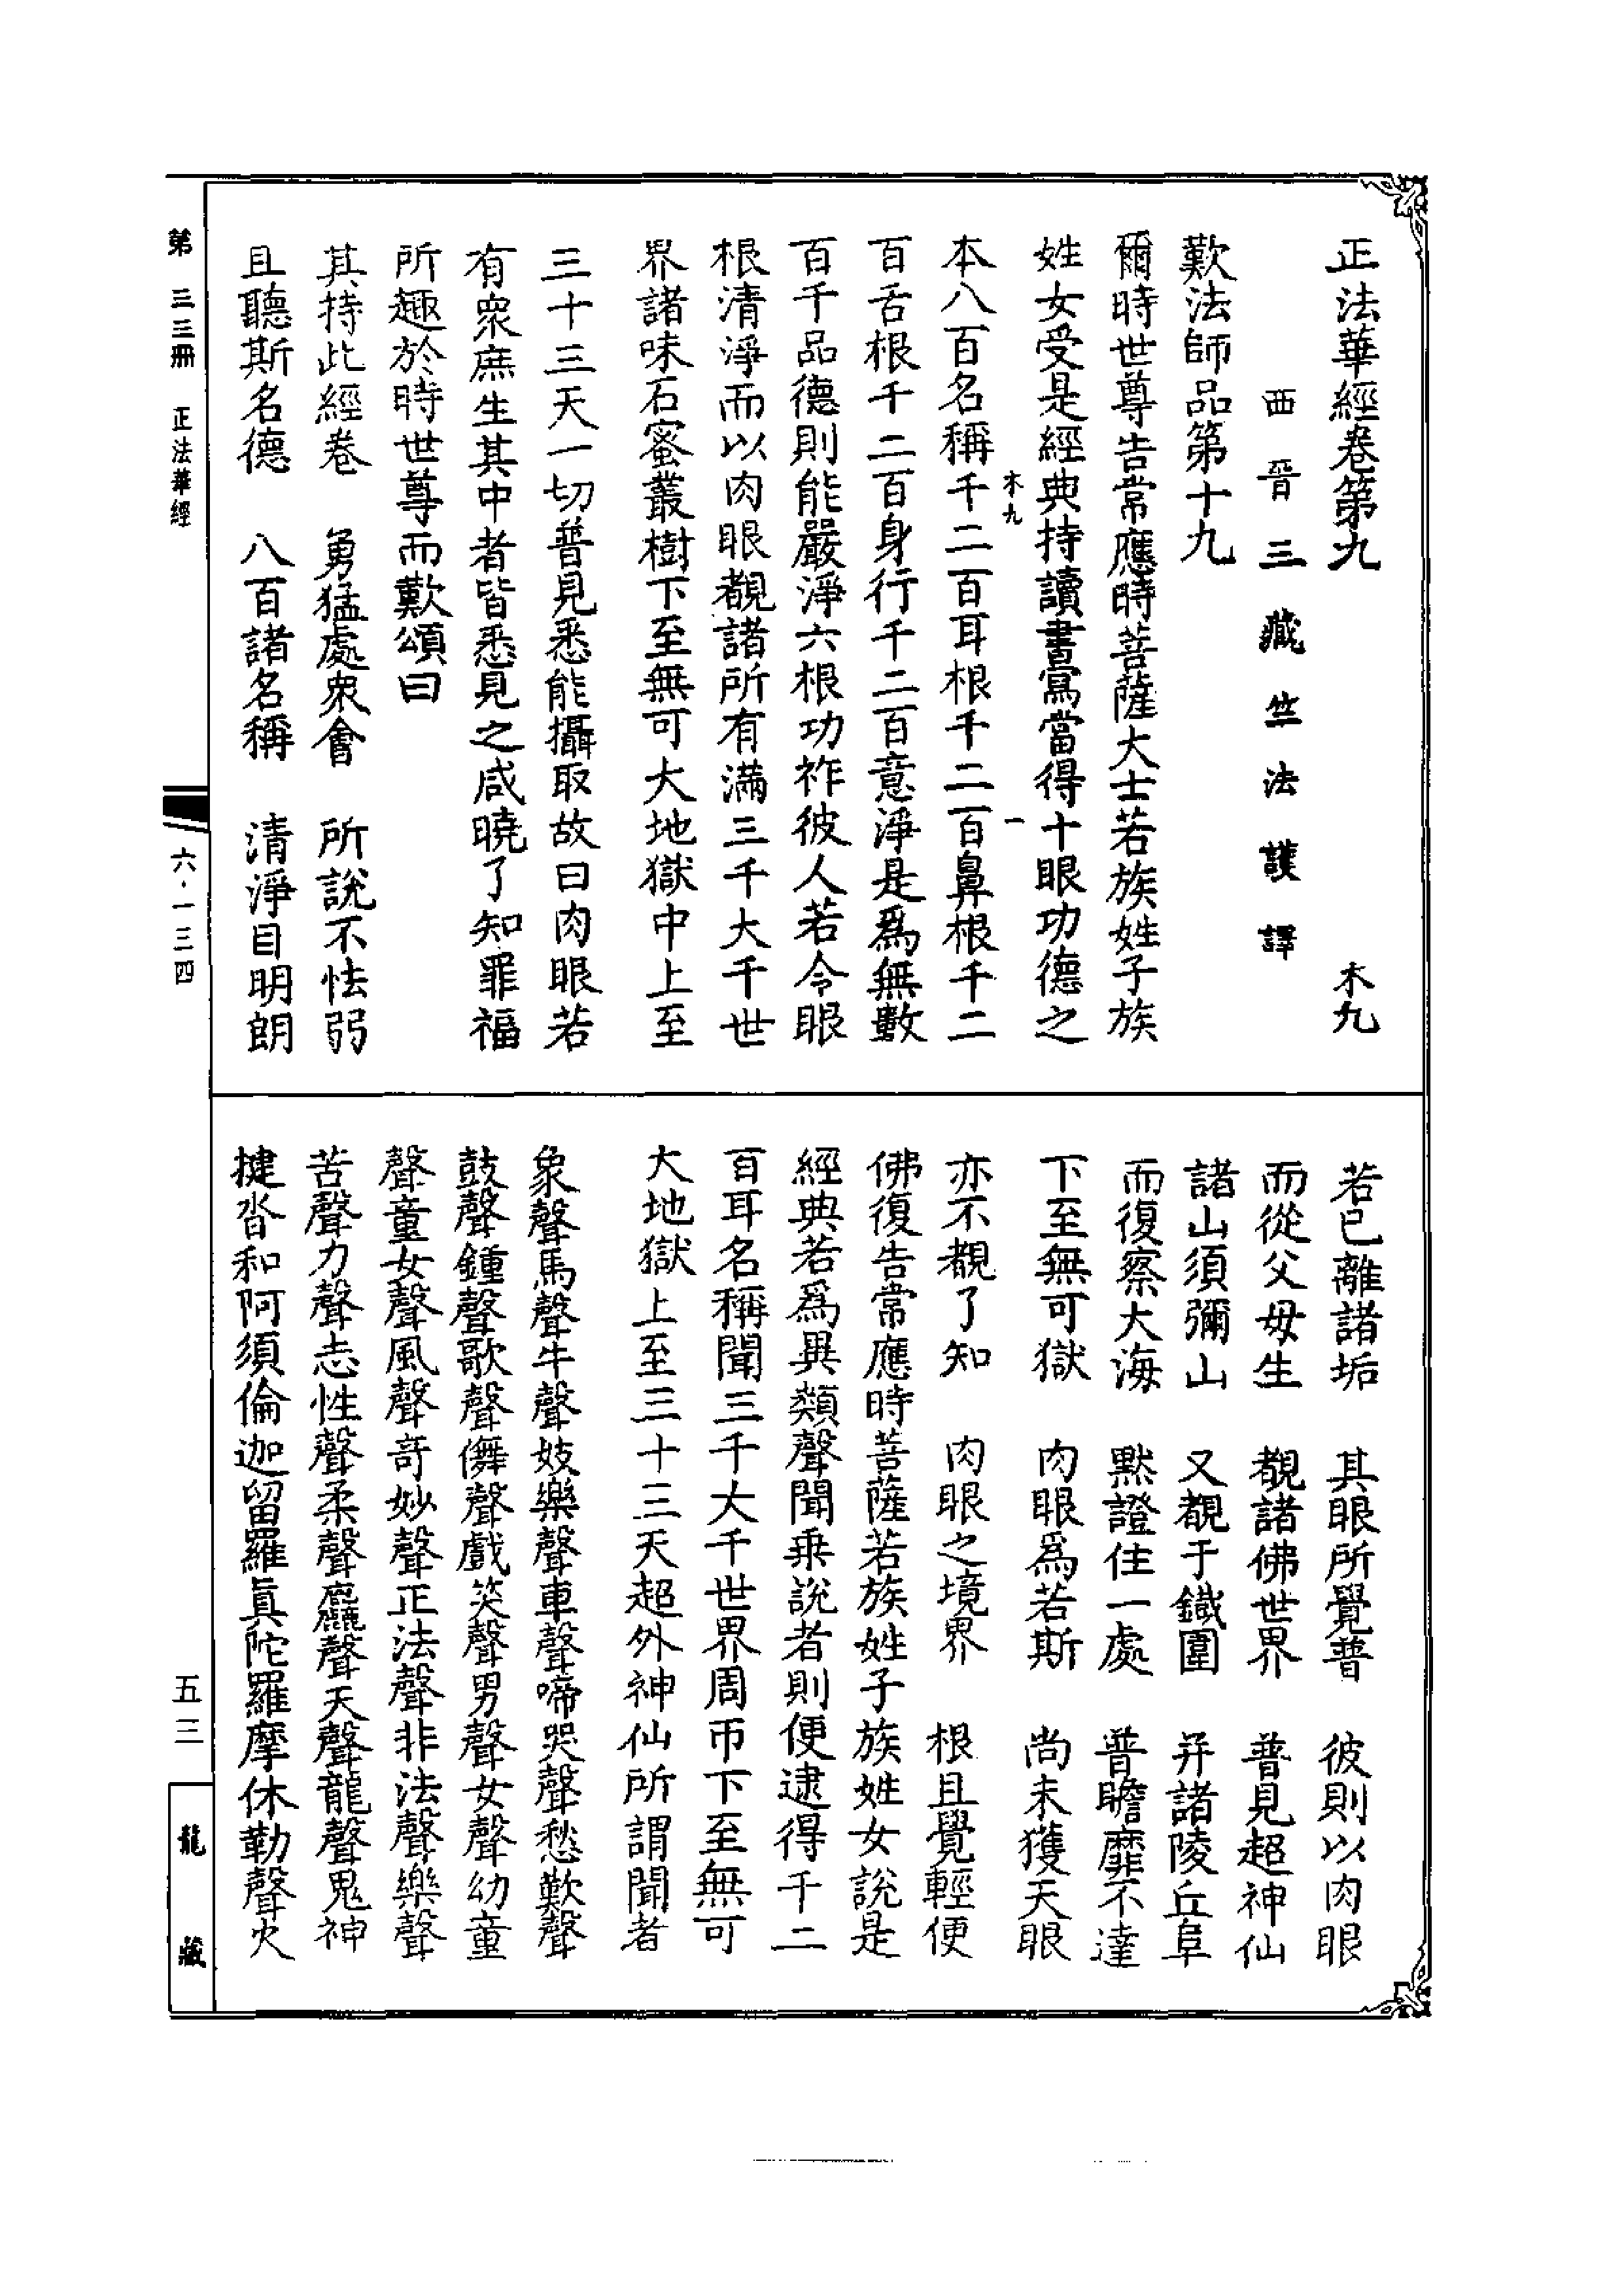 正法華經卷第九　木九
西晉三藏竺法護譯
歎法師品第十九
爾時世尊告常應時菩薩大士若族姓子族
姓女受是經典持讀書寫當得十眼功德之
木九　一
本八百名稱千二百耳根千二百鼻根千二
百舌根千二百身行千二百意淨是爲無數
百千品德則能嚴淨六根功祚彼人若令眼
根清淨而以肉眼覩諸所有滿三千大千世
界諸味石蜜叢樹下至無可大地獄中上至
三十三天一切普見悉能攝取故曰肉眼若
有衆庶生其中者皆悉見之咸曉了知罪福
所趣於時世尊而歎頌曰
其持此經卷　勇猛處衆會　所說不怯弱
且聽斯名德　八百諸名稱　清淨目明朗
若已離諸垢　其眼所覺普　彼則以肉眼
而從父母生　覩諸佛世界　普見超神仙
諸山須彌山　又覩于鐵圍　并諸陵丘阜
而復察大海　默證住一處　普瞻靡不達
下至無可獄　肉眼爲若斯　尚未獲天眼
亦不覩了知　肉眼之境界　根且覺輕便
佛復告常應時菩薩若族姓子族姓女說是
經典若爲異類聲聞乗說者則便逮得千二
百耳名稱聞三千大千世界周帀下至無可
大地獄上至三十三天超外神仙所謂聞者
象聲馬聲牛聲妓樂聲車聲啼哭聲愁歎聲
鼓聲鍾聲歌聲儛聲戲笑聲男聲女聲幼童
聲童女聲風聲奇妙聲正法聲非法聲樂聲
苦聲力聲志性聲柔聲麤聲天聲龍聲鬼神
揵沓和阿須倫迦留羅眞陀羅摩休勒聲火
第三三冊　正法華經
六·一三四
五三
龍藏